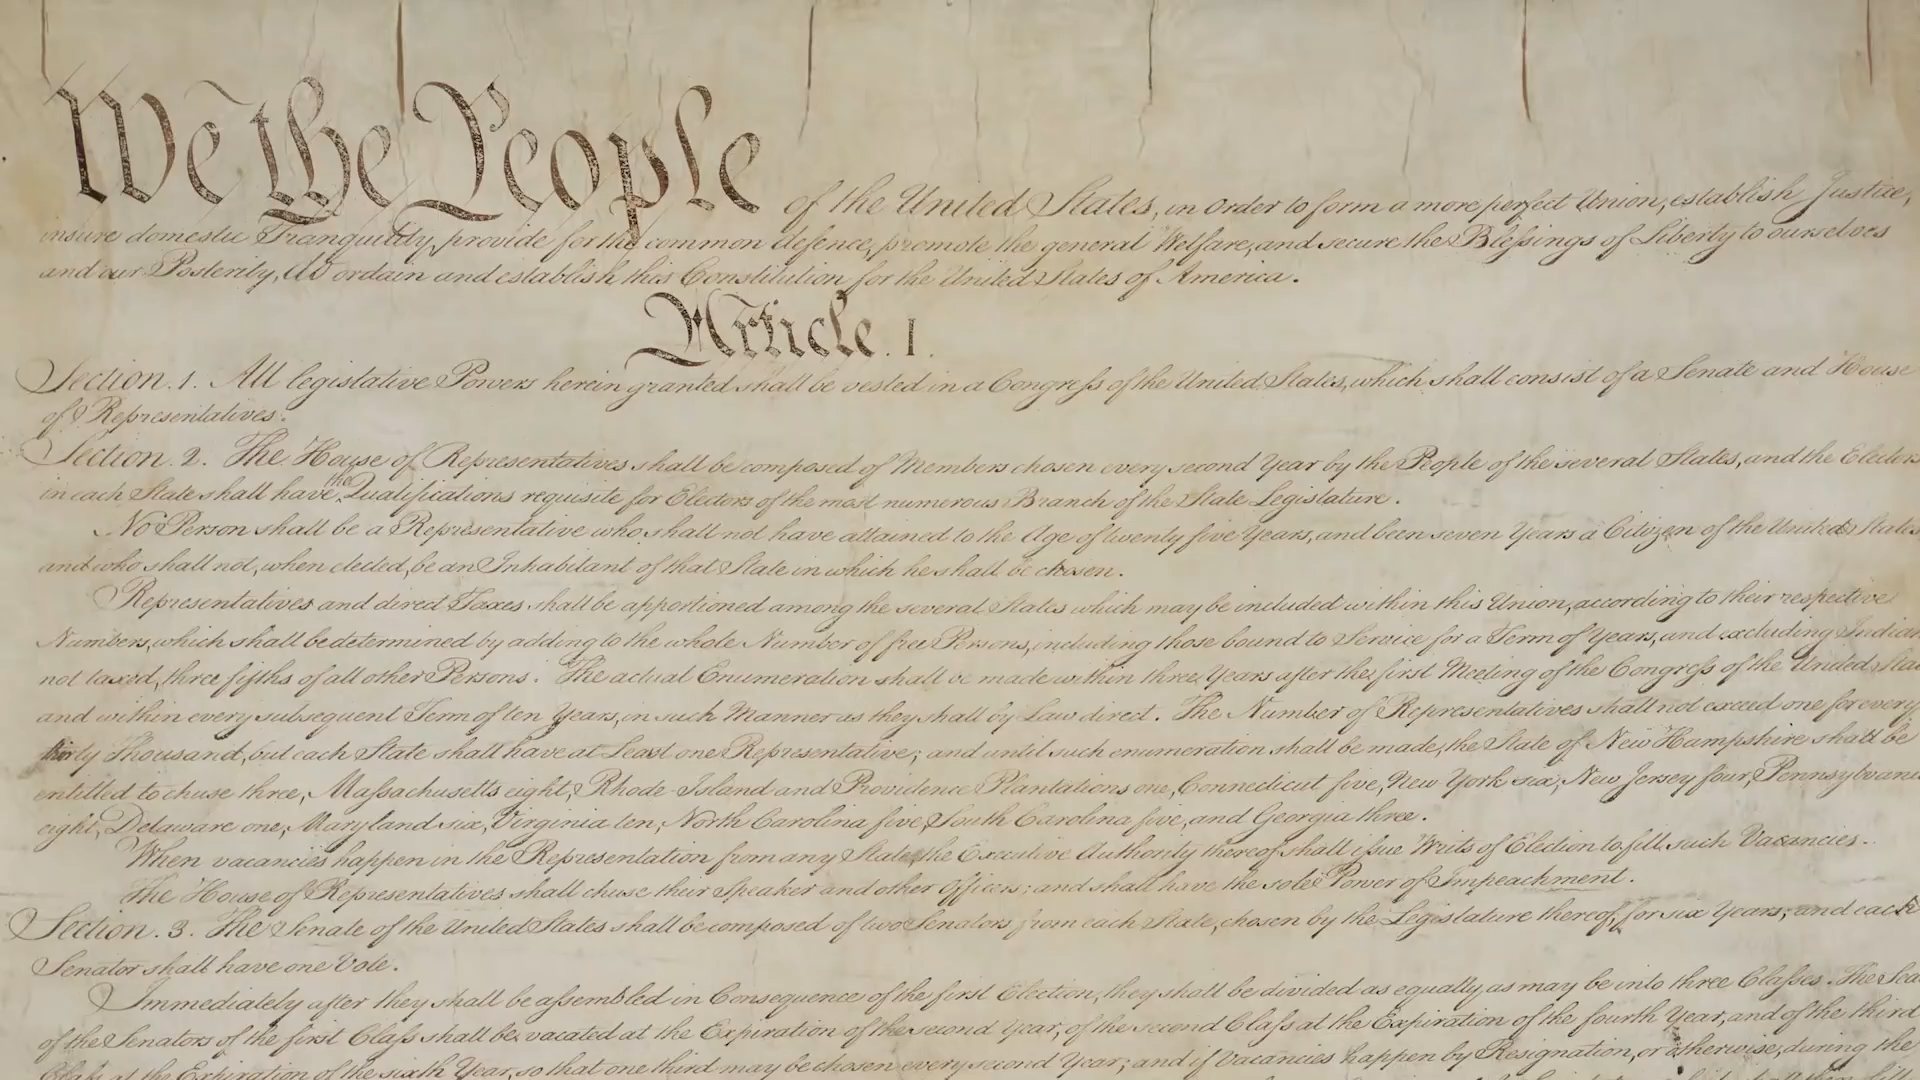 We the People of the United States, in Order to form a more perfect Union, establish Justice,
insure domestic Tranquility, provide for the common defence, promote the general Welfare, and secure the Blessings of Liberty to ourselves
and our Posterity, do ordain and establish this Constitution for the United States of America.
Article. I.
Section. 1. All legislative Powers herein granted shall be vested in a Congress of the United States, which shall consist of a Senate and House
of Representatives.
Section. 2. The House of Representatives shall be composed of Members chosen every second Year by the People of the several States, and the Electors
in each State shall have the Qualifications requisite for Electors of the most numerous Branch of the State Legislature.
No Person shall be a Representative who shall not have attained to the Age of twenty five Years, and been seven Years a Citizen of the United States
and who shall not, when elected, be an Inhabitant of that State in which he shall be chosen.
Representatives and direct Taxes shall be apportioned among the several States which may be included within this Union, according to their respective
Numbers, which shall be determined by adding to the whole Number of free Persons, including those bound to Service for a Term of Years, and excluding Indian
not taxed, three fifths of all other Persons. The actual Enumeration shall be made within three Years after the first Meeting of the Congress of the United Sta
and within every subsequent Term of ten Years, in such Manner as they shall by Law direct. The Number of Representatives shall not exceed one for every
thirty Thousand, but each State shall have at Least one Representative; and until such enumeration shall be made, the State of New Hampshire shall be
entitled to chuse three, Massachusetts eight, Rhode-Island and Providence Plantations one, Connecticut five, New York six, New Jersey four, Pennsylvani
eight, Delaware one, Maryland six, Virginia ten, North Carolina five, South Carolina five, and Georgia three.
When vacancies happen in the Representation from any State, the Executive Authority thereof shall issue Writs of Election to fill such Vacancies.
The House of Representatives shall chuse their Speaker and other Officers; and shall have the sole Power of Impeachment.
Section. 3. The Senate of the United States shall be composed of two Senators from each State, chosen by the Legislature thereof, for six Years; and each
Senator shall have one Vote.
Immediately after they shall be assembled in Consequence of the first Election, they shall be divided as equally as may be into three Classes. The Sea
of the Senators of the first Class shall be vacated at the Expiration of the second Year, of the second Class at the Expiration of the fourth Year, and of the third
Class at the Expiration of the sixth Year, so that one third may be chosen every second Year; and if Vacancies happen by Resignation, or otherwise, during the